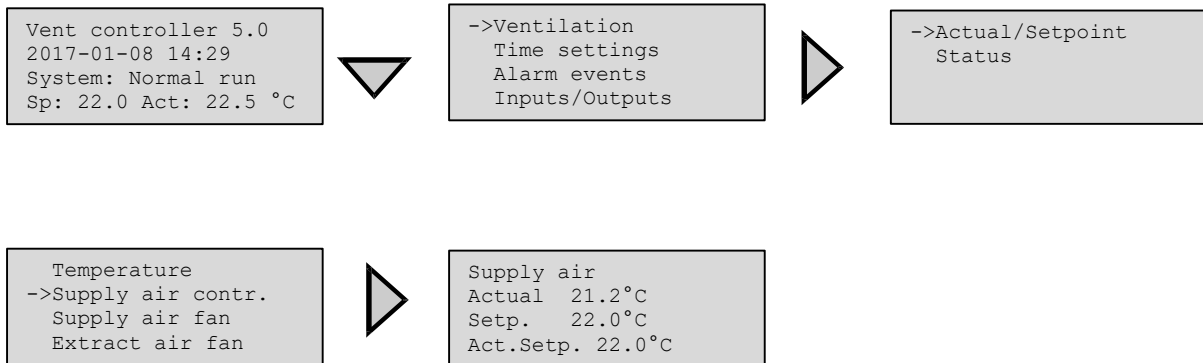 Vent controller 5.0
2017-01-08 14:29
System: Normal run
Sp: 22.0 Act: 22.5 °C
->Ventilation
Time settings
Alarm events
Inputs/Outputs
->Actual/Setpoint
Status
Temperature
->Supply air contr.
Supply air fan
Extract air fan
Supply air
Actual 21.2°C
Setp. 22.0°C
Act.Setp. 22.0°C